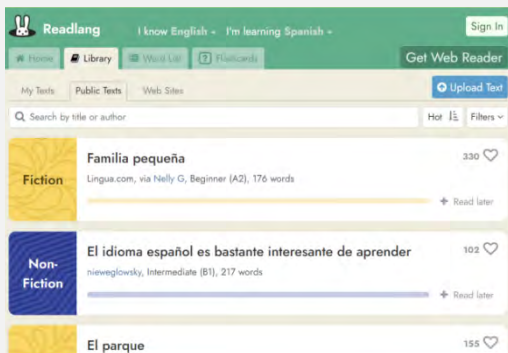 Readlang
I know English - I'm learning Spanish -
Sign In
Home Library Word List Flashcards
Get Web Reader
My Texts Public Texts Web Sites
Upload Text
Search by title or author
Hot Filters
Fiction
Familia pequeña
330
Lingua.com, via Nelly G, Beginner (A2), 176 words
+ Read later
Non-
Fiction
El idioma español es bastante interesante de aprender
102
nieweglowsky, Intermediate (B1), 217 words
+ Read later
El parque
155